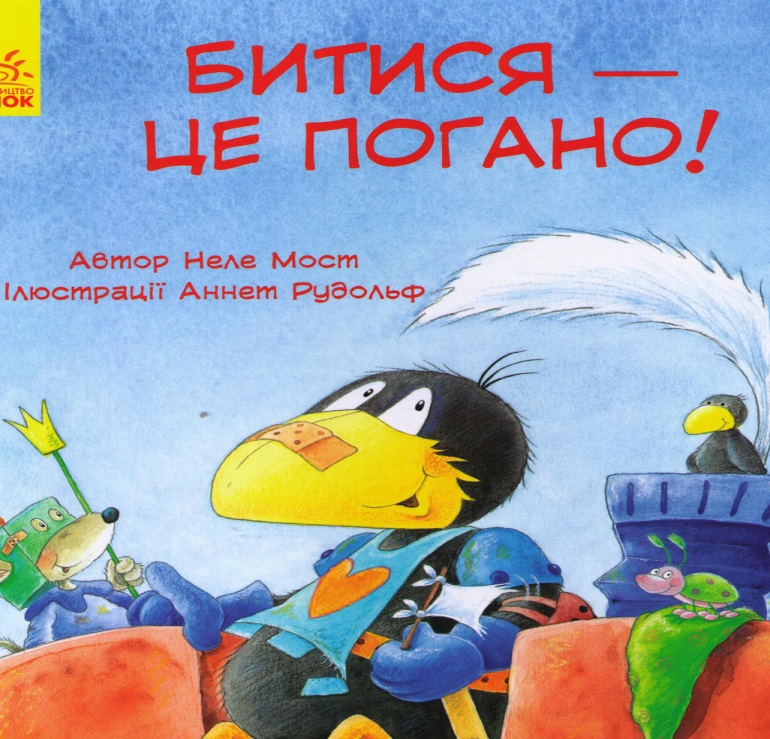 БИТИСЯ —
ЦЕ ПОГАНО!
Автор Неле Мост
Ілюстрації Аннет Рудольф